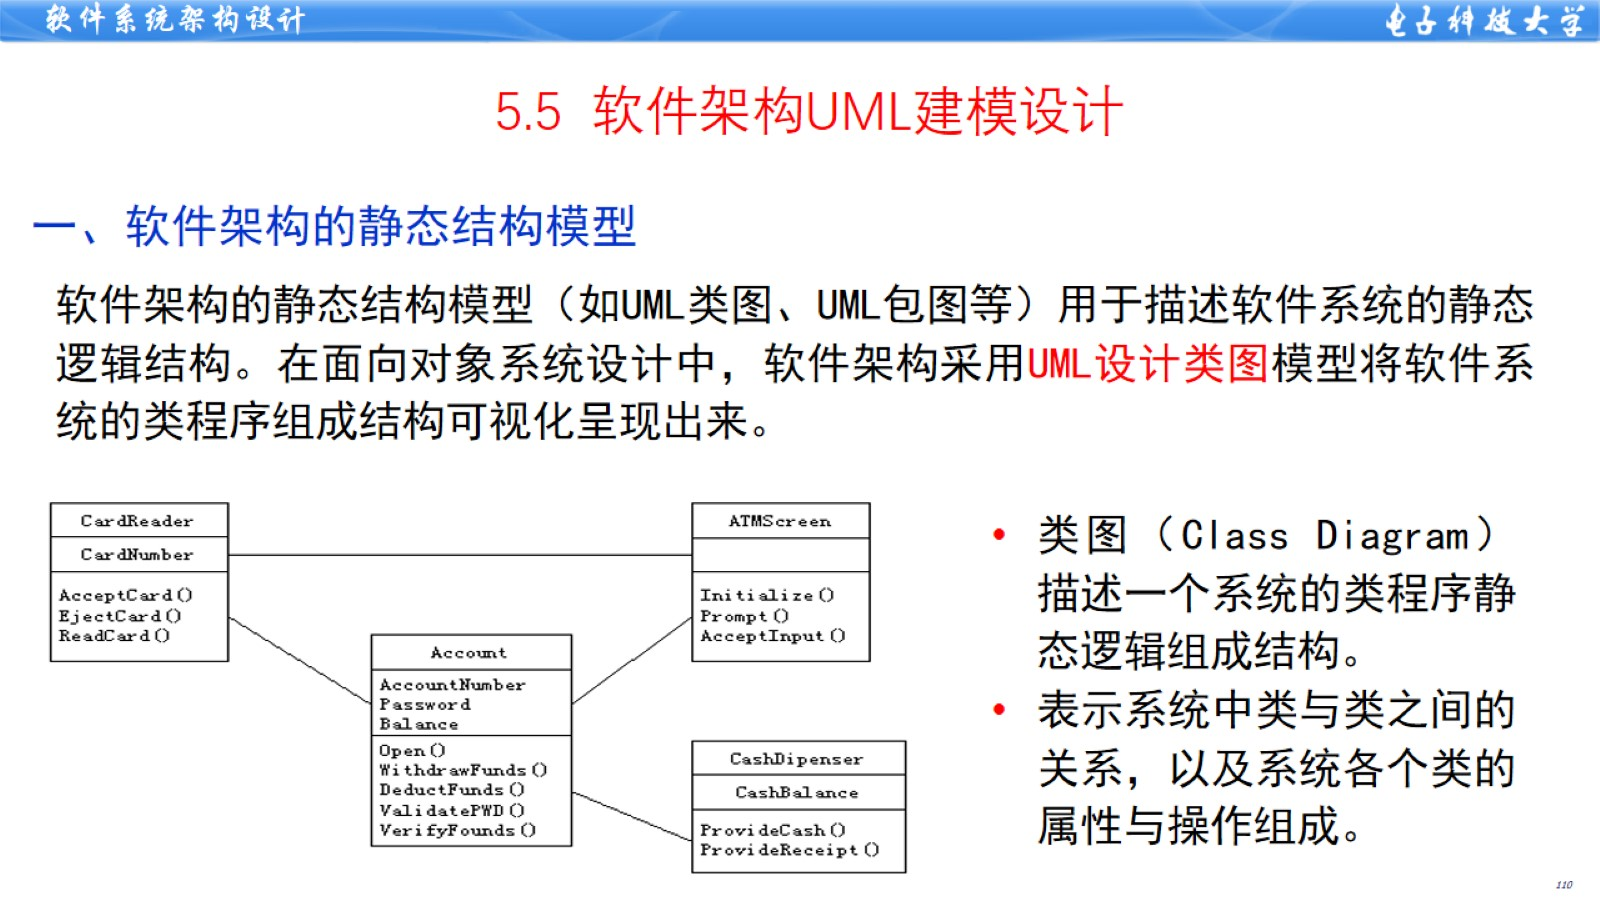 软件系统架构设计
电子科技大学
5.5 软件架构UML建模设计
一、软件架构的静态结构模型
软件架构的静态结构模型（如UML类图、UML包图等）用于描述软件系统的静态
逻辑结构。在面向对象系统设计中，软件架构采用UML设计类图模型将软件系
统的类程序组成结构可视化呈现出来。
CardReader
CardNumber
AcceptCard()
EjectCard()
ReadCard()
ATMScreen
Initialize()
Prompt()
AcceptInput()
Account
AccountNumber
Password
Balance
Open()
WithdrawFunds()
DeductFunds()
ValidatePWD()
VerifyFounds()
CashDipenser
CashBalance
ProvideCash()
ProvideReceipt()
• 类图（Class Diagram）
描述一个系统的类程序静
态逻辑组成结构。
• 表示系统中类与类之间的
关系，以及系统各个类的
属性与操作组成。
110